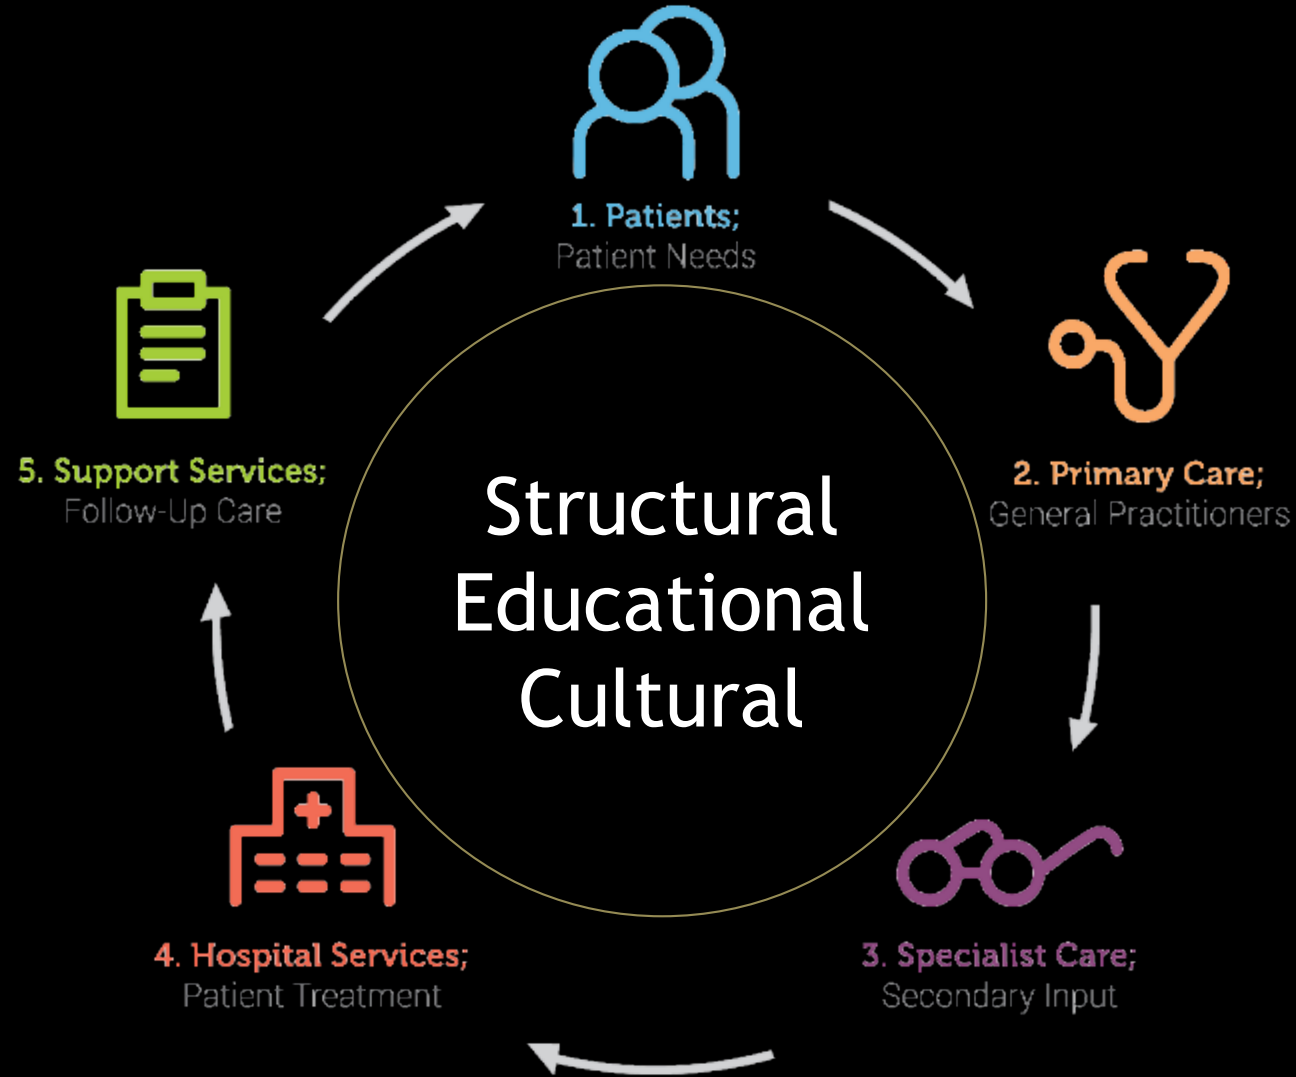 1. Patients;
Patient Needs
2. Primary Care;
General Practitioners
3. Specialist Care;
Secondary Input
4. Hospital Services;
Patient Treatment
5. Support Services;
Follow-Up Care
Structural
Educational
Cultural